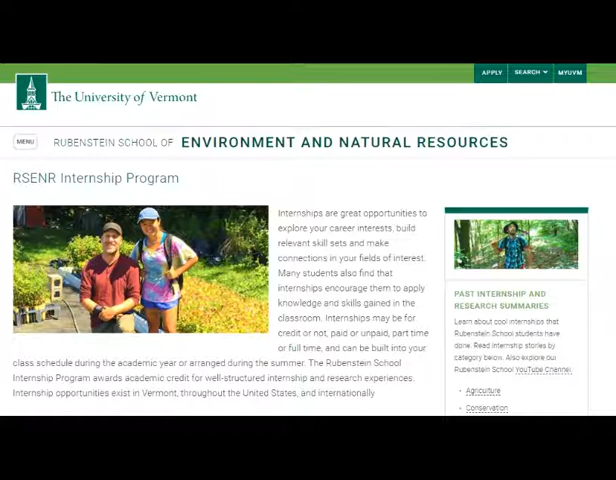 APPLY SEARCH MYUVM
The University of Vermont
MENU RUBENSTEIN SCHOOL OF ENVIRONMENT AND NATURAL RESOURCES
RSENR Internship Program
Internships are great opportunities to
explore your career interests, build
relevant skill sets and make
connections in your fields of interest.
Many students also find that
internships encourage them to apply
knowledge and skills gained in the
classroom. Internships may be for
credit or not, paid or unpaid, part time
or full time, and can be built into your
class schedule during the academic year or arranged during the summer. The Rubenstein School
Internship Program awards academic credit for well-structured internship and research experiences.
Internship opportunities exist in Vermont, throughout the United States, and internationally
PAST INTERNSHIP AND
RESEARCH SUMMARIES
Learn about cool internships that
Rubenstein School students have
done. Read internship stories by
category below. Also explore our
Rubenstein School YouTube Channel.
Agriculture
Conservation